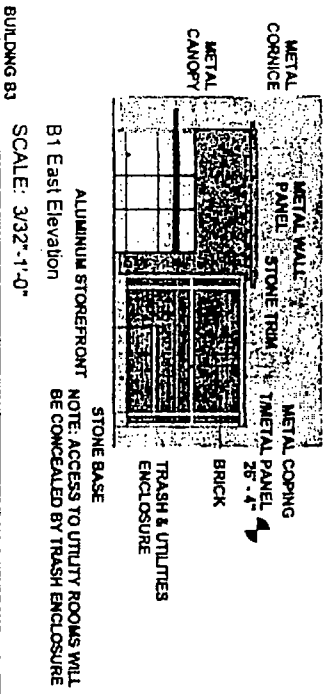 METAL
CORNICE
METAL
CANOPY
METAL WALL
PANEL
STONE TRIM
METAL COPING
T/METAL PANEL
26'-4"
BRICK
TRASH & UTILITIES
ENCLOSURE
STONE BASE
ALUMINUM STOREFRONT
NOTE: ACCESS TO UTILITY ROOMS WILL
BE CONCEALED BY TRASH ENCLOSURE
B1 East Elevation
SCALE: 3/32"-1'-0"
BUILDING B3